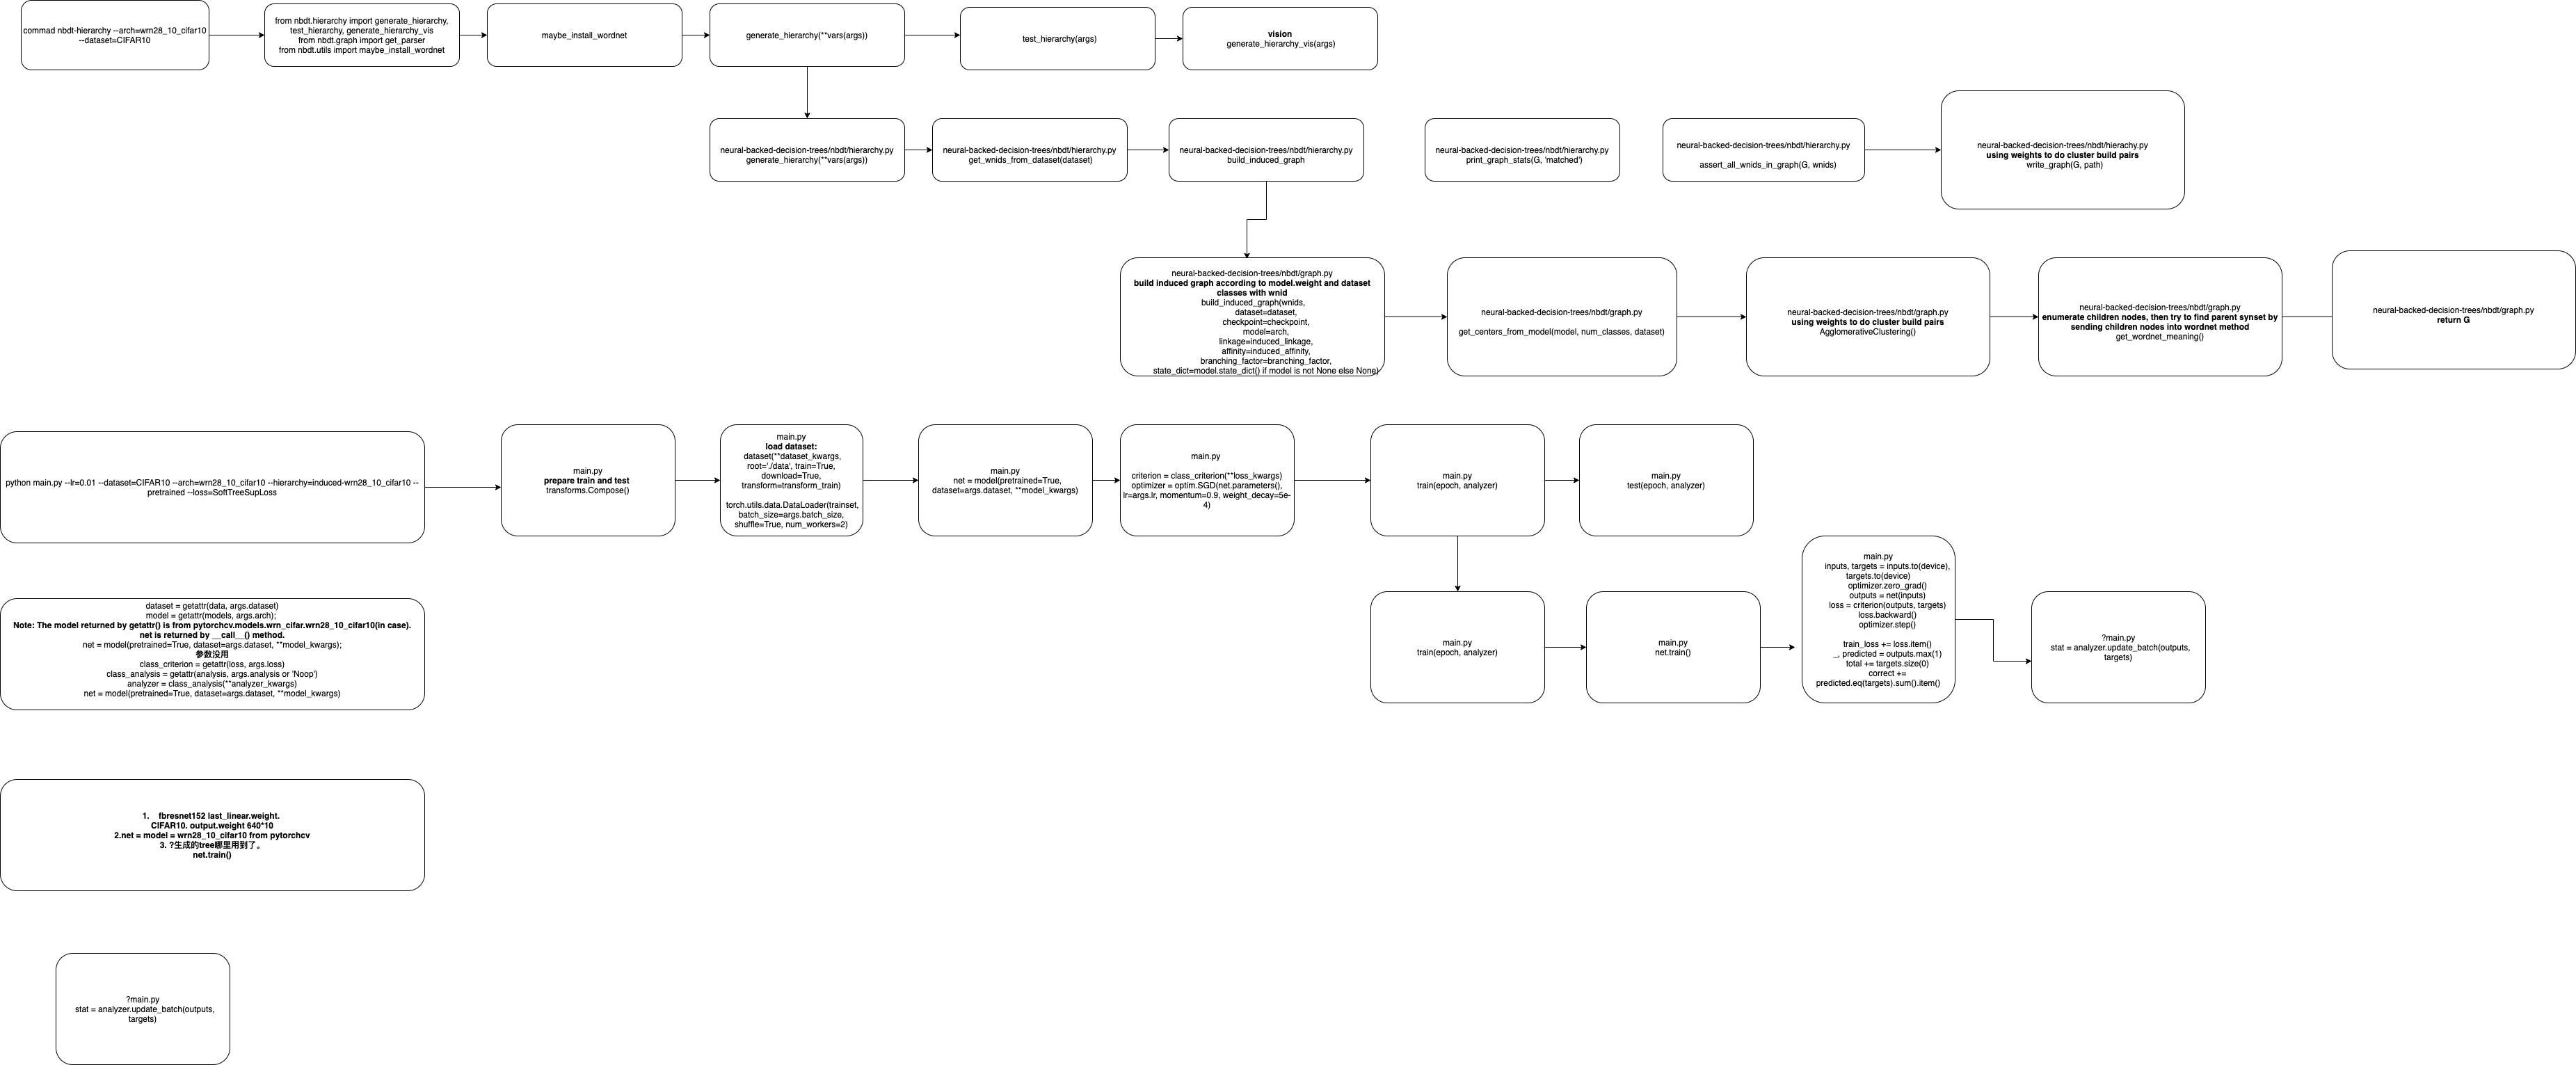 commad nbdt-hierarchy --arch=wrn28_10_cifar10
--dataset=CIFAR10
from nbdt.hierarchy import generate_hierarchy,
test_hierarchy, generate_hierarchy_vis
from nbdt.graph import get_parser
from nbdt.utils import maybe_install_wordnet
maybe_install_wordnet
generate_hierarchy(**vars(args))
test_hierarchy(args)
vision
generate_hierarchy_vis(args)
neural-backed-decision-trees/nbdt/hierarchy.py
generate_hierarchy(**vars(args))
neural-backed-decision-trees/nbdt/hierarchy.py
get_wnids_from_dataset(dataset)
neural-backed-decision-trees/nbdt/hierarchy.py
build_induced_graph
neural-backed-decision-trees/nbdt/hierarchy.py
print_graph_stats(G, 'matched')
neural-backed-decision-trees/nbdt/hierarchy.py
assert_all_wnids_in_graph(G, wnids)
neural-backed-decision-trees/nbdt/hierachy.py
using weights to do cluster build pairs
write_graph(G, path)
neural-backed-decision-trees/nbdt/graph.py
build induced graph according to model.weight and dataset
classes with wnid
build_induced_graph(wnids,
dataset=dataset,
checkpoint=checkpoint,
model=arch,
linkage=induced_linkage,
affinity=induced_affinity,
branching_factor=branching_factor,
state_dict=model.state_dict() if model is not None else None)
neural-backed-decision-trees/nbdt/graph.py
get_centers_from_model(model, num_classes, dataset)
neural-backed-decision-trees/nbdt/graph.py
using weights to do cluster build pairs
AgglomerativeClustering()
neural-backed-decision-trees/nbdt/graph.py
enumerate children nodes, then try to find parent synset by
sending children nodes into wordnet method
get_wordnet_meaning()
neural-backed-decision-trees/nbdt/graph.py
return G
python main.py --lr=0.01 --dataset=CIFAR10 --arch=wrn28_10_cifar10 --hierarchy=induced-wrn28_10_cifar10 --
pretrained --loss=SoftTreeSupLoss
main.py
prepare train and test
transforms.Compose()
main.py
load dataset:
dataset(**dataset_kwargs,
root='./data', train=True,
download=True,
transform=transform_train)
torch.utils.data.DataLoader(trainset,
batch_size=args.batch_size,
shuffle=True, num_workers=2)
main.py
net = model(pretrained=True,
dataset=args.dataset, **model_kwargs)
main.py
criterion = class_criterion(**loss_kwargs)
optimizer = optim.SGD(net.parameters(),
lr=args.lr, momentum=0.9, weight_decay=5e-
4)
main.py
train(epoch, analyzer)
main.py
test(epoch, analyzer)
dataset = getattr(data, args.dataset)
model = getattr(models, args.arch);
Note: The model returned by getattr() is from pytorchcv.models.wrn_cifar.wrn28_10_cifar10(in case).
net is returned by __call__() method.
net = model(pretrained=True, dataset=args.dataset, **model_kwargs);
参数没用
class_criterion = getattr(loss, args.loss)
class_analysis = getattr(analysis, args.analysis or 'Noop')
analyzer = class_analysis(**analyzer_kwargs)
net = model(pretrained=True, dataset=args.dataset, **model_kwargs)
main.py
train(epoch, analyzer)
main.py
net.train()
main.py
inputs, targets = inputs.to(device),
targets.to(device)
optimizer.zero_grad()
outputs = net(inputs)
loss = criterion(outputs, targets)
loss.backward()
optimizer.step()
train_loss += loss.item()
_, predicted = outputs.max(1)
total += targets.size(0)
correct +=
predicted.eq(targets).sum().item()
?main.py
stat = analyzer.update_batch(outputs,
targets)
1. fbresnet152 last_linear.weight.
CIFAR10. output.weight 640*10
2.net = model = wrn28_10_cifar10 from pytorchcv
3. ?生成的tree哪里用到了。
net.train()
?main.py
stat = analyzer.update_batch(outputs,
targets)